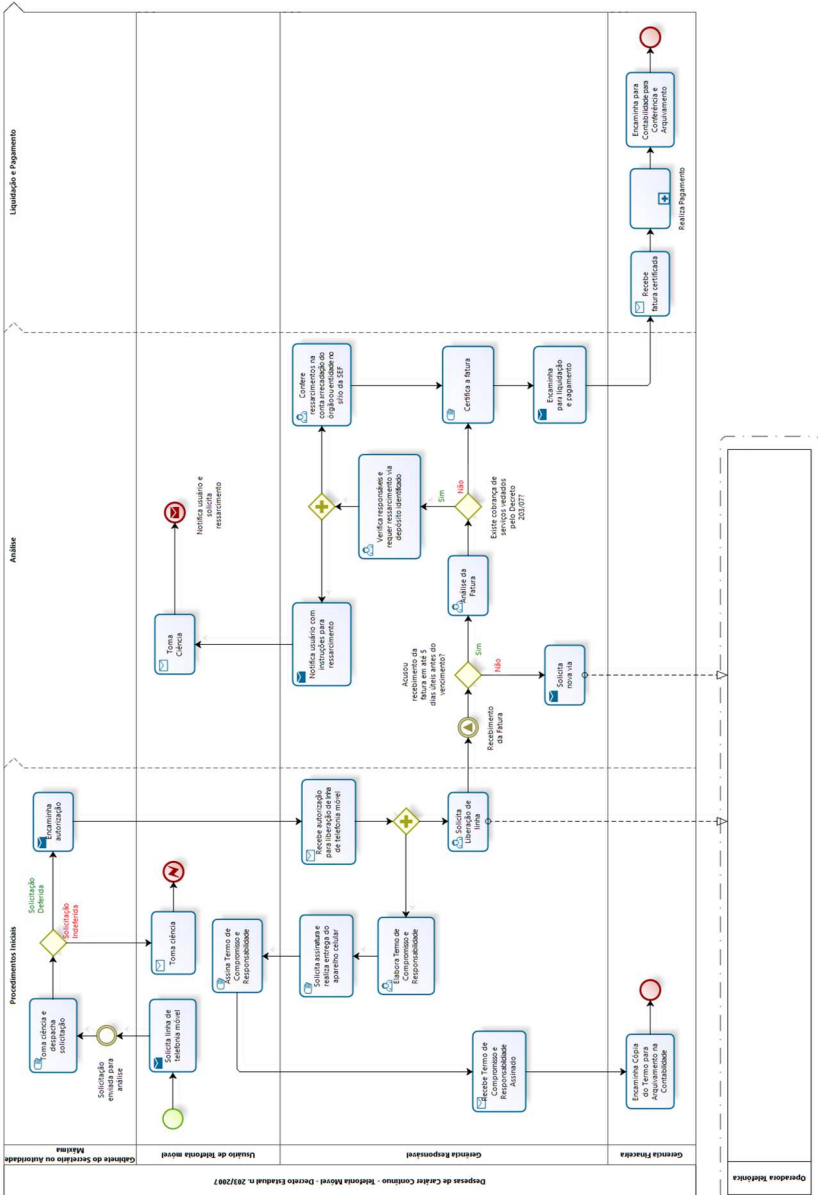 Liquidação e Pagamento
Encaminha para
Contabilidade para
Conferência e
Arquivamento
Realiza Pagamento
Recebe
fatura certificada
Análise
Confere
ressarcimentos na
conta arrecadação do
órgão ou entidade no
sítio da SEF
Certifica a fatura
Encaminha
para liquidação
e pagamento
Notifica usuário e
solicita
ressarcimento
Verifica responsáveis e
requer ressarcimento via
depósito identificado
Sim
Não
Existe cobrança de
serviços vedados
pelo Decreto
203/07?
Toma
Ciência
Notifica usuário com
instruções para
ressarcimento
Análise da
Fatura
Acusou
recebimento da
fatura em até 5
dias úteis antes do
vencimento?
Sim
Não
Solicita
nova via
Recebimento
da Fatura
Procedimentos Iniciais
Encaminha
autorização
Recebe autorização
para liberação de linha
de telefonia móvel
Solicita
Liberação de
linha
Solicitação
Deferida
Solicitação
Indeferida
Toma ciência
Assina Termo de
Compromisso e
Responsabilidade
Solicita assinatura e
realiza entrega do
aparelho celular
Elabora Termo de
Compromisso e
Responsabilidade
Toma ciência e
despacha
solicitação
Solicitação
enviada para
análise
Solicita linha de
telefonia móvel
Recebe Termo de
Compromisso e
Responsabilidade
Assinado
Encaminha Cópia
do Termo para
Arquivamento na
Contabilidade
Gabinete do Secretário ou Autoridade
Máxima
Usuário de Telefonia móvel
Gerência Responsável
Gerencia Finaceira
Despesas de Caráter Contínuo - Telefonia Móvel - Decreto Estadual n. 203/2007
Operadora Telefônica